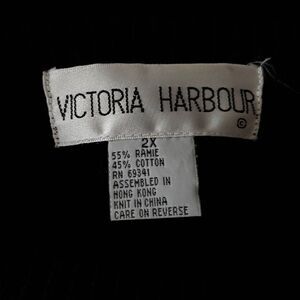 VICTORIA HARBOUR
©
2X
55% RAMIE
45% COTTON
RN 69341
ASSEMBLED IN
HONG KONG
KNIT IN CHINA
CARE ON REVERSE